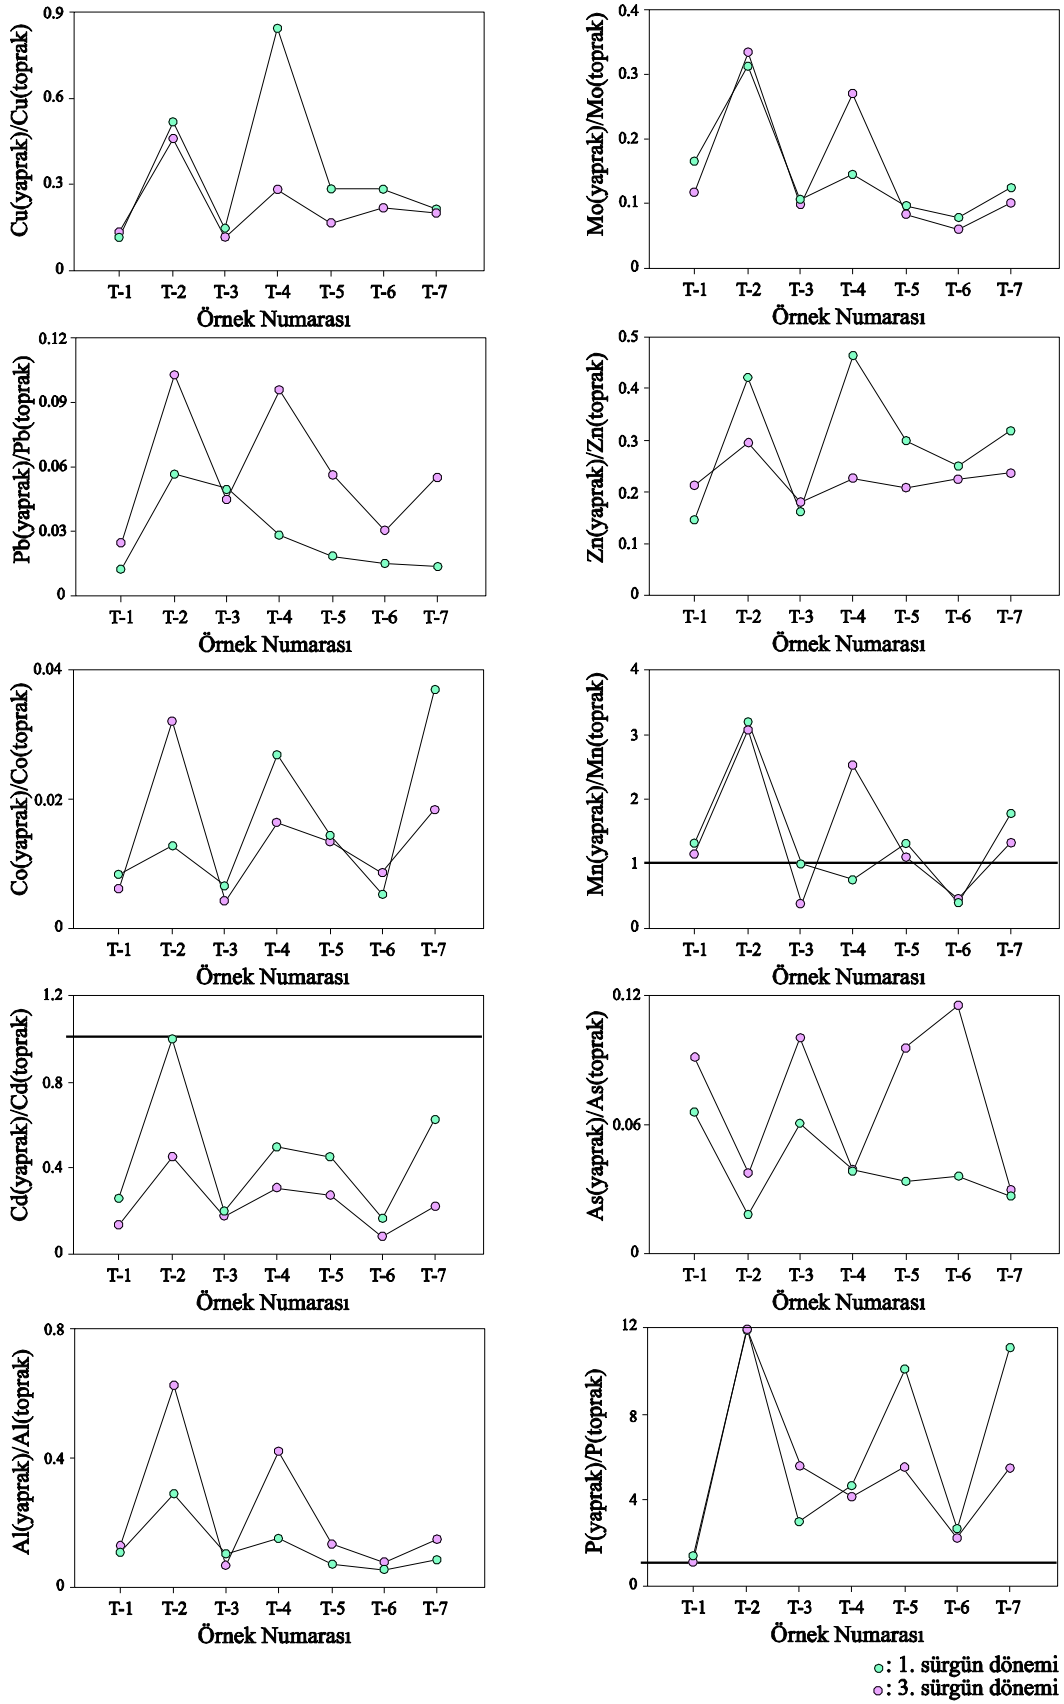 Cu(yaprak)/Cu(toprak)
0.9
0.6
0.3
0
T-1 T-2 T-3 T-4 T-5 T-6 T-7
Örnek Numarası
Mo(yaprak)/Mo(toprak)
0.4
0.3
0.2
0.1
0
T-1 T-2 T-3 T-4 T-5 T-6 T-7
Örnek Numarası
Pb(yaprak)/Pb(toprak)
0.12
0.09
0.06
0.03
0
T-1 T-2 T-3 T-4 T-5 T-6 T-7
Örnek Numarası
Zn(yaprak)/Zn(toprak)
0.5
0.4
0.3
0.2
0.1
0
T-1 T-2 T-3 T-4 T-5 T-6 T-7
Örnek Numarası
Co(yaprak)/Co(toprak)
0.04
0.02
0
T-1 T-2 T-3 T-4 T-5 T-6 T-7
Örnek Numarası
Mn(yaprak)/Mn(toprak)
4
3
2
1
0
T-1 T-2 T-3 T-4 T-5 T-6 T-7
Örnek Numarası
Cd(yaprak)/Cd(toprak)
1.2
0.8
0.4
0
T-1 T-2 T-3 T-4 T-5 T-6 T-7
Örnek Numarası
As(yaprak)/As(toprak)
0.12
0.06
0
T-1 T-2 T-3 T-4 T-5 T-6 T-7
Örnek Numarası
Al(yaprak)/Al(toprak)
0.8
0.4
0
T-1 T-2 T-3 T-4 T-5 T-6 T-7
Örnek Numarası
P(yaprak)/P(toprak)
12
8
4
0
T-1 T-2 T-3 T-4 T-5 T-6 T-7
Örnek Numarası
: 1. sürgün dönemi
: 3. sürgün dönemi